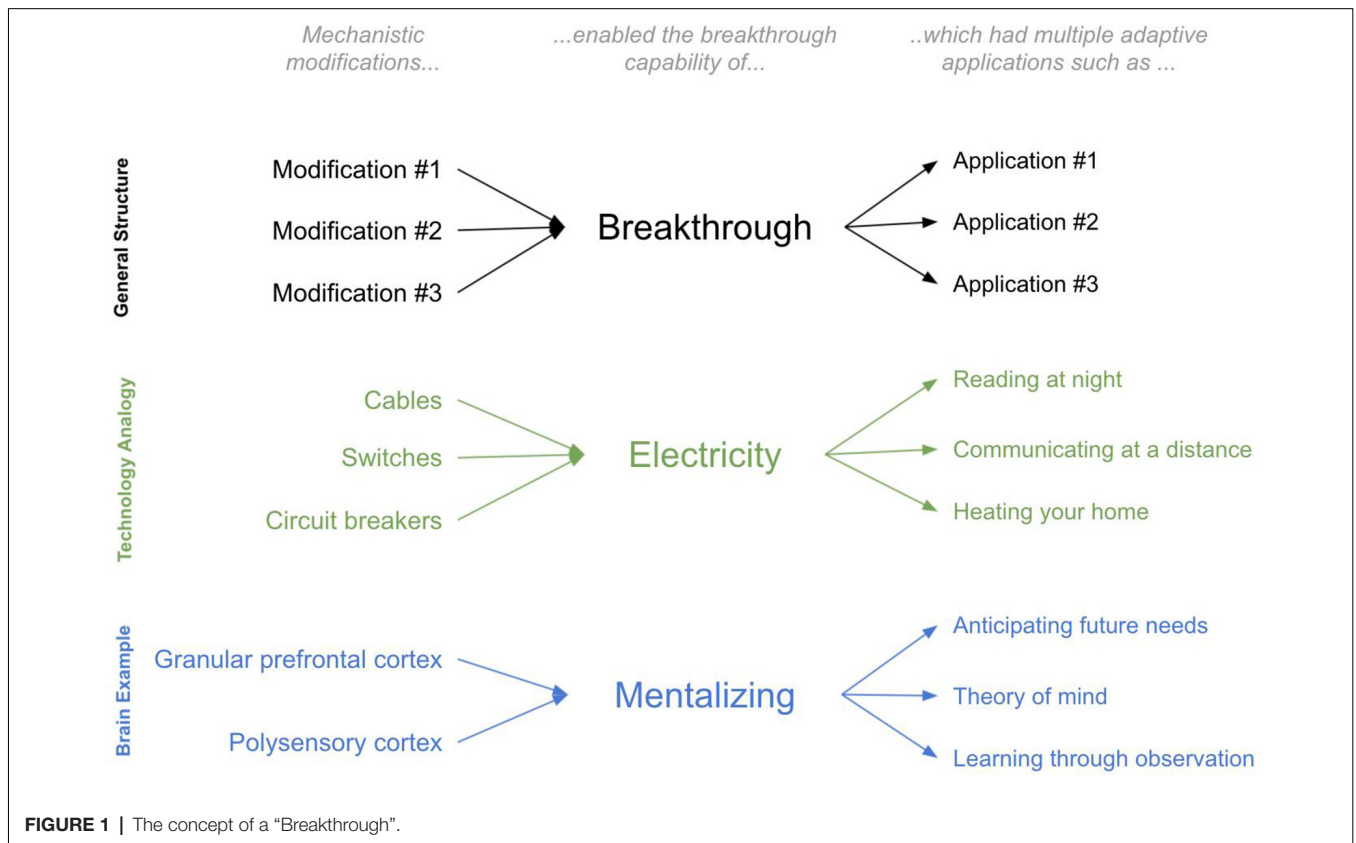 Mechanistic
modifications...
...enabled the breakthrough
capability of...
..which had multiple adaptive
applications such as ...
General Structure
Modification #1
Modification #2
Modification #3
Breakthrough
Application #1
Application #2
Application #3
Technology Analogy
Cables
Switches
Circuit breakers
Electricity
Reading at night
Communicating at a distance
Heating your home
Brain Example
Granular prefrontal cortex
Polysensory cortex
Mentalizing
Anticipating future needs
Theory of mind
Learning through observation
FIGURE 1 | The concept of a “Breakthrough”.